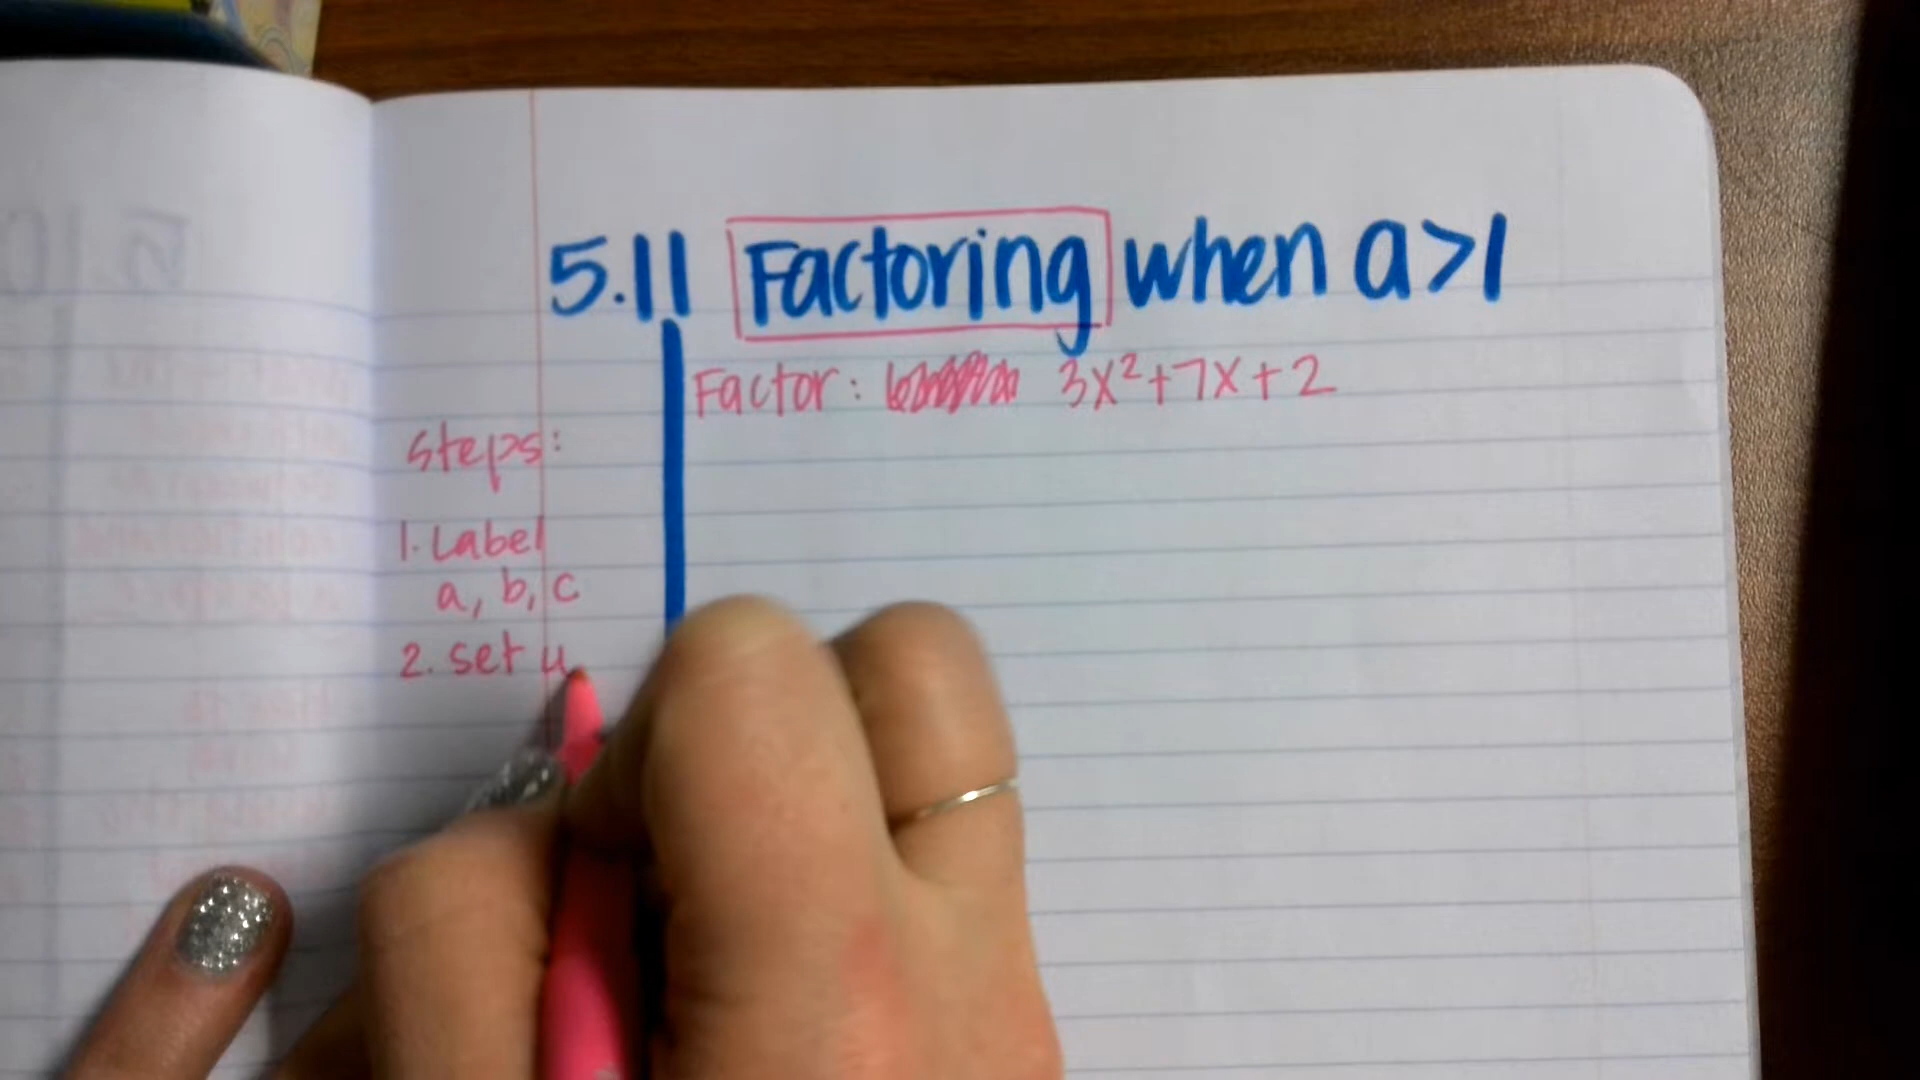 5.11 Factoring when a>1
Factor: 3x²+7x+2
steps:
1. Label
a, b, c
2. set u